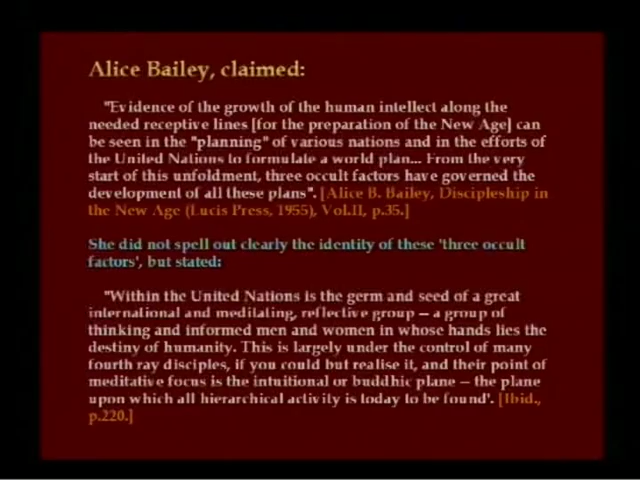 Alice Bailey, claimed:
"Evidence of the growth of the human intellect along the
needed receptive lines [for the preparation of the New Age] can
be seen in the "planning" of various nations and in the efforts of
the United Nations to formulate a world plan... From the very
start of this unfoldment, three occult factors have governed the
development of all these plans". [Alice B. Bailey, Discipleship in
the New Age (Lucis Press, 1955), Vol.II, p.35.]
She did not spell out clearly the identity of these 'three occult
factors', but stated:
"Within the United Nations is the germ and seed of a great
international and meditating, reflective group – a group of
thinking and informed men and women in whose hands lies the
destiny of humanity. This is largely under the control of many
fourth ray disciples, if you could but realise it, and their point of
meditative focus is the intuitional or buddhic plane – the plane
upon which all hierarchical activity is today to be found'. [Ibid.,
p.220.]